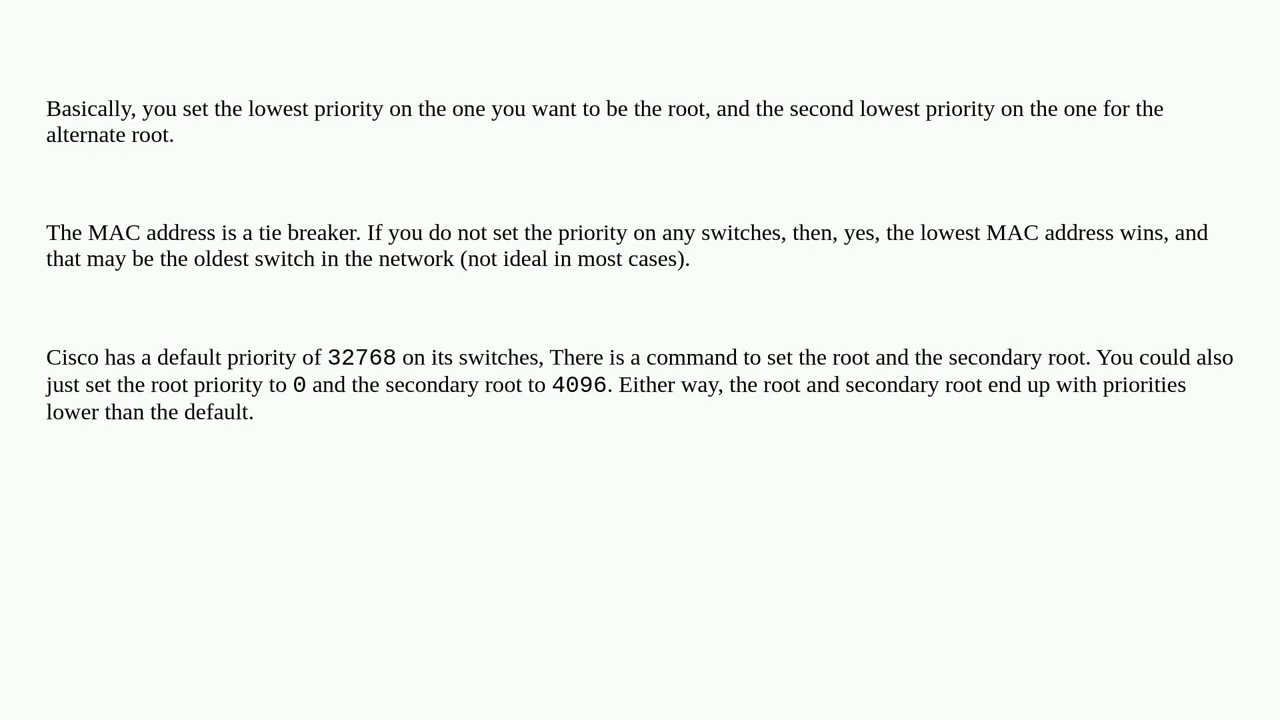 Basically, you set the lowest priority on the one you want to be the root, and the second lowest priority on the one for the
alternate root.
The MAC address is a tie breaker. If you do not set the priority on any switches, then, yes, the lowest MAC address wins, and
that may be the oldest switch in the network (not ideal in most cases).
Cisco has a default priority of 32768 on its switches, There is a command to set the root and the secondary root. You could also
just set the root priority to 0 and the secondary root to 4096. Either way, the root and secondary root end up with priorities
lower than the default.